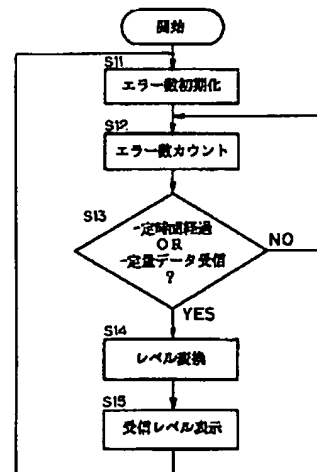 開始
S11
エラー数初期化
S12
エラー数カウント
S13
一定時間経過
OR
一定量データ受信
?
NO
YES
S14
レベル変換
S15
受信レベル表示